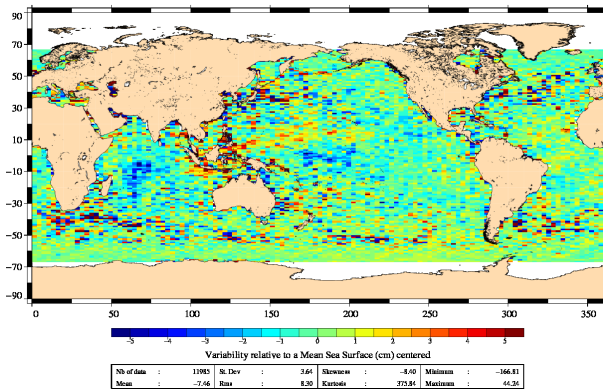 90
70
50
30
10
−10
−30
−50
−70
−90
0 50 100 150 200 250 300 350
−5 −4 −3 −2 −1 0 1 2 3 4 5
Variability relative to a Mean Sea Surface (cm) centered
Nb of data : 11985 St. Dev 3.64 Skewness : −8.40 Minimum : −166.81
Mean : −7.46 Rms 8.30 Kurtosis : 375.84 Maximum : 44.24